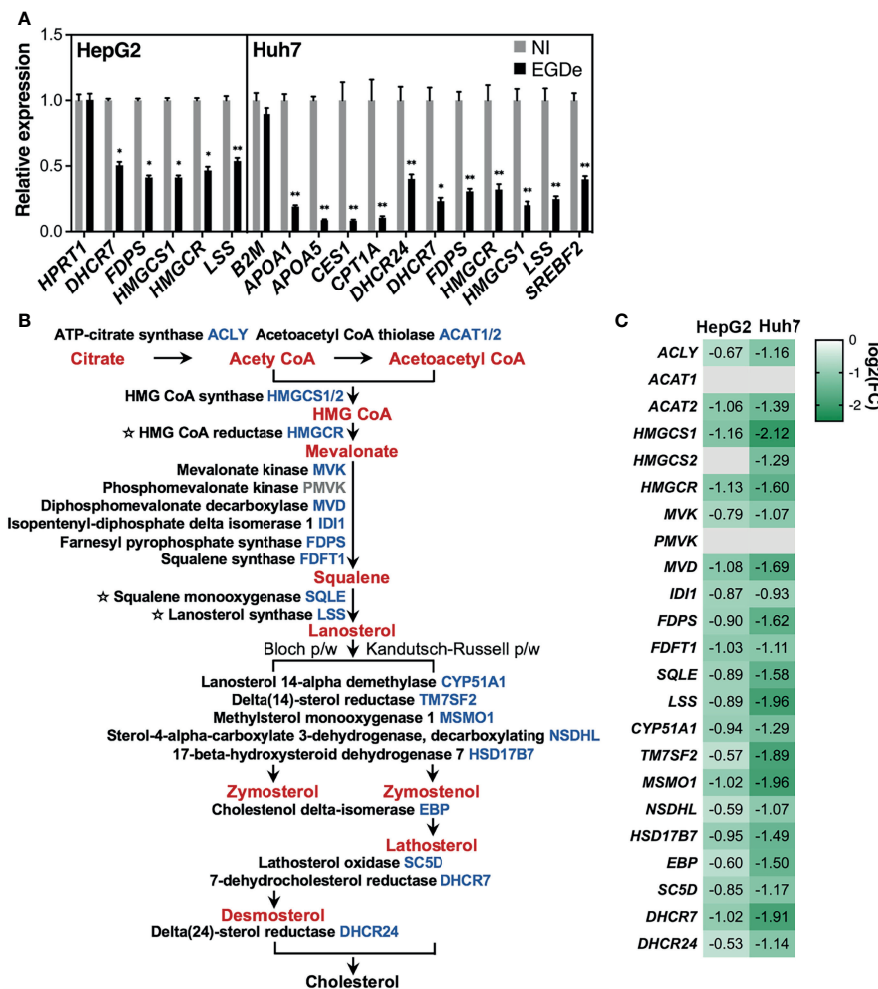 A
Relative expression
1.5
1.0
0.5
0.0
HepG2
Huh7
NI
EGDe
* * * * ** ** ** ** ** ** * ** ** ** ** **
HPRT1 DHCR7 FDPS HMGCS1 HMGCR LSS B2M APOA1 APOA5 CES1 CPT1A DHCR24 DHCR7 FDPS HMGCR HMGCS1 LSS SREBF2
B
ATP-citrate synthase ACLY Acetoacetyl CoA thiolase ACAT1/2
Citrate Acety CoA Acetoacetyl CoA
HMG CoA synthase HMGCS1/2
HMG CoA
☆ HMG CoA reductase HMGCR
Mevalonate
Mevalonate kinase MVK
Phosphomevalonate kinase PMVK
Diphosphomevalonate decarboxylase MVD
Isopentenyl-diphosphate delta isomerase 1 IDI1
Farnesyl pyrophosphate synthase FDPS
Squalene synthase FDFT1
Squalene
☆ Squalene monooxygenase SQLE
☆ Lanosterol synthase LSS
Lanosterol
Bloch p/w Kandutsch-Russell p/w
Lanosterol 14-alpha demethylase CYP51A1
Delta(14)-sterol reductase TM7SF2
Methylsterol monooxygenase 1 MSMO1
Sterol-4-alpha-carboxylate 3-dehydrogenase, decarboxylating NSDHL
17-beta-hydroxysteroid dehydrogenase 7 HSD17B7
Zymosterol Zymostenol
Cholestenol delta-isomerase EBP
Lathosterol
Lathosterol oxidase SC5D
7-dehydrocholesterol reductase DHCR7
Desmosterol
Delta(24)-sterol reductase DHCR24
Cholesterol
C
HepG2 Huh7
ACLY -0.67 -1.16
ACAT1
ACAT2 -1.06 -1.39
HMGCS1 -1.16 -2.12
HMGCS2 -1.29
HMGCR -1.13 -1.60
MVK -0.79 -1.07
PMVK
MVD -1.08 -1.69
IDI1 -0.87 -0.93
FDPS -0.90 -1.62
FDFT1 -1.03 -1.11
SQLE -0.89 -1.58
LSS -0.89 -1.96
CYP51A1 -0.94 -1.29
TM7SF2 -0.57 -1.89
MSMO1 -1.02 -1.96
NSDHL -0.59 -1.07
HSD17B7 -0.95 -1.49
EBP -0.60 -1.50
SC5D -0.85 -1.17
DHCR7 -1.02 -1.91
DHCR24 -0.53 -1.14
0
-1
-2
log2(FC)